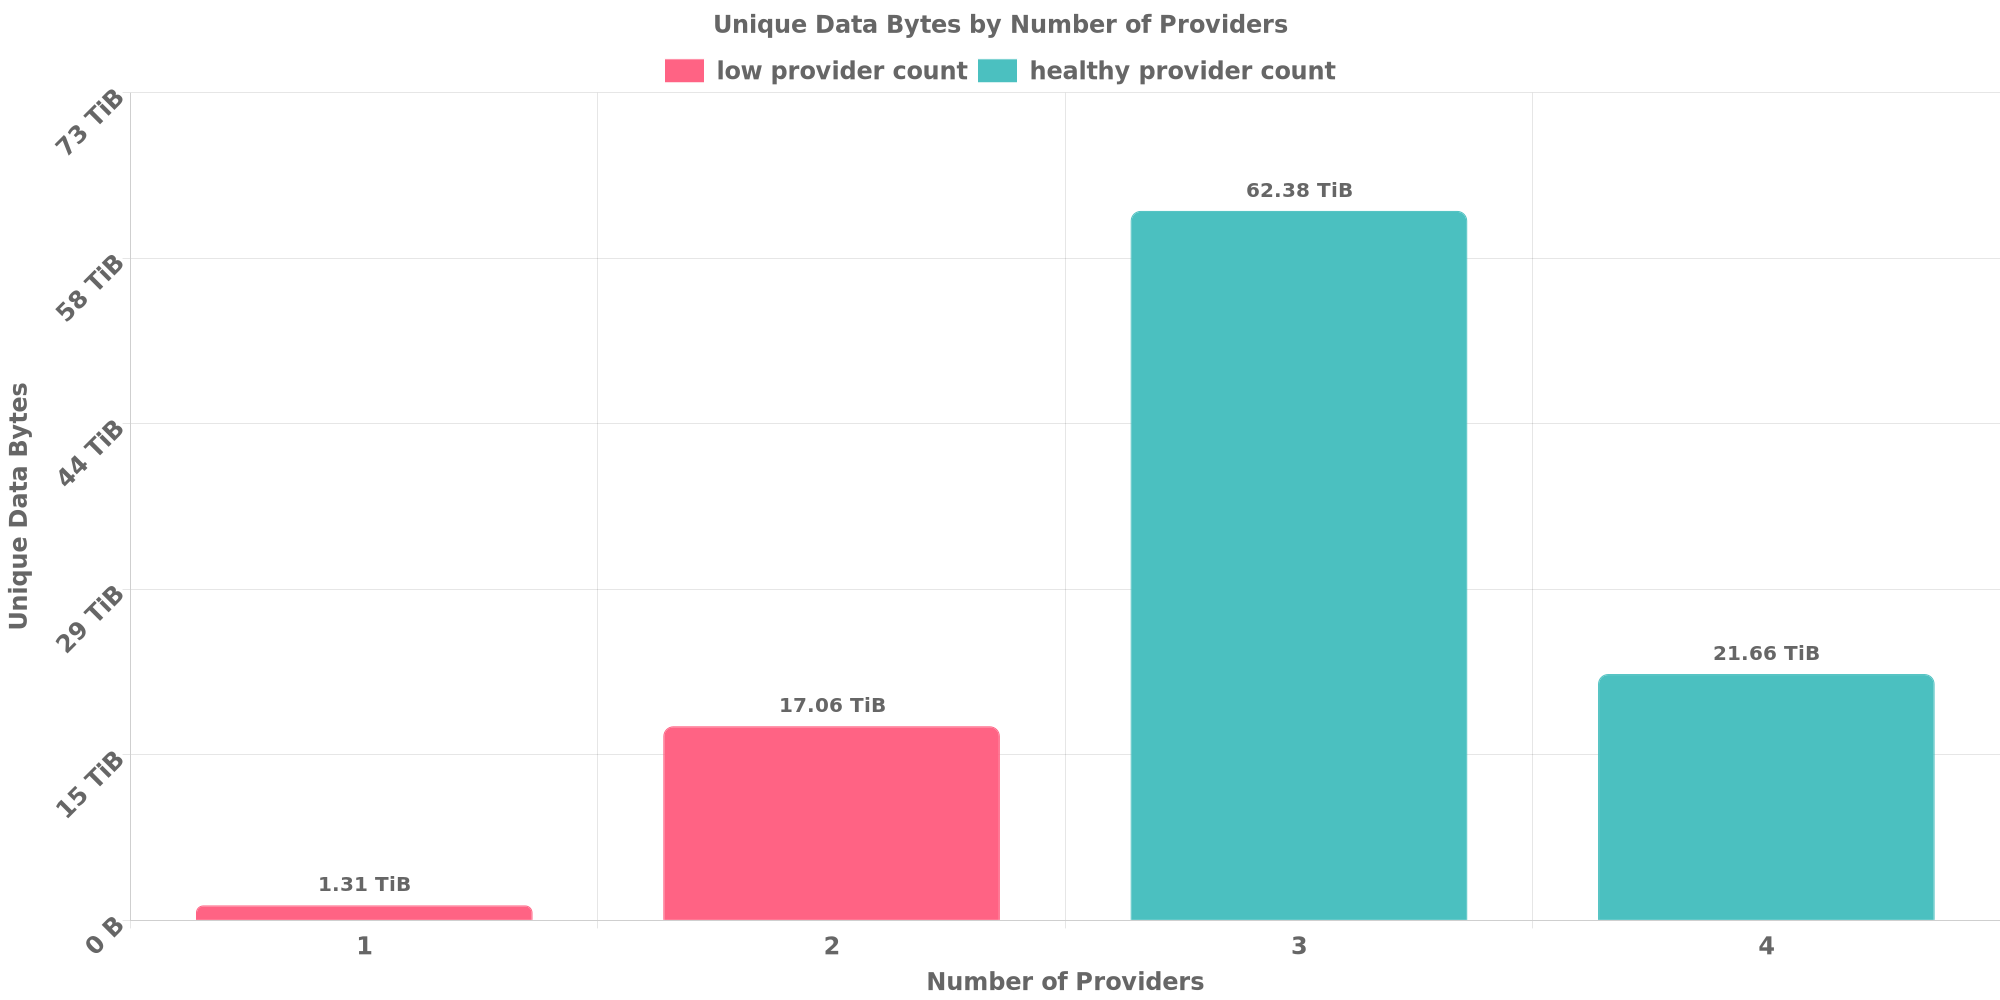 Unique Data Bytes by Number of Providers
low provider count
healthy provider count
73 TiB
58 TiB
44 TiB
29 TiB
15 TiB
0 B
Unique Data Bytes
1.31 TiB
17.06 TiB
62.38 TiB
21.66 TiB
1
2
3
4
Number of Providers